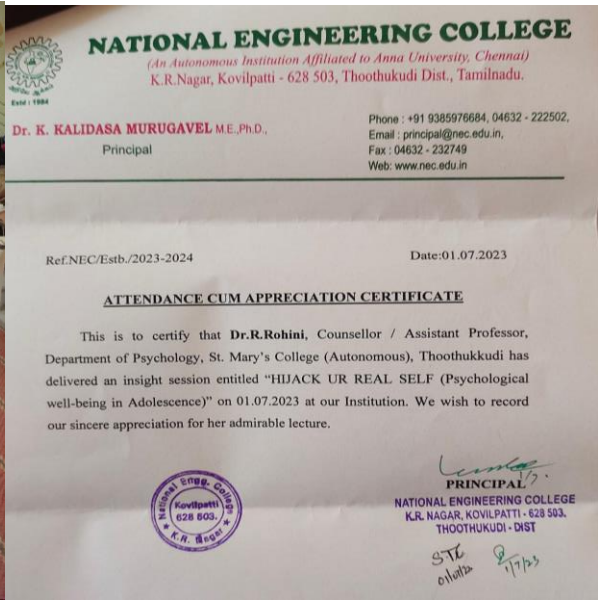 NATIONAL ENGINEERING COLLEGE
(An Autonomous Institution Affiliated to Anna University, Chennai)
K.R.Nagar, Kovilpatti - 628 503, Thoothukudi Dist., Tamilnadu.
Estd : 1984
Dr. K. KALIDASA MURUGAVEL M.E.,Ph.D.,
Principal
Phone : +91 9385976684, 04632 - 222502,
Email : principal@nec.edu.in,
Fax : 04632 - 232749
Web: www.nec.edu.in
Ref.NEC/Estb./2023-2024
Date:01.07.2023
ATTENDANCE CUM APPRECIATION CERTIFICATE
This is to certify that Dr.R.Rohini, Counsellor / Assistant Professor,
Department of Psychology, St. Mary's College (Autonomous), Thoothukkudi has
delivered an insight session entitled “HIJACK UR REAL SELF (Psychological
well-being in Adolescence)” on 01.07.2023 at our Institution. We wish to record
our sincere appreciation for her admirable lecture.
National Engg. College
Kovilpatti
628 503.
K.R. Nagar
1/7.
PRINCIPAL
NATIONAL ENGINEERING COLLEGE
K.R. NAGAR, KOVILPATTI - 628 503.
THOOTHUKUDI - DIST
1/7/23